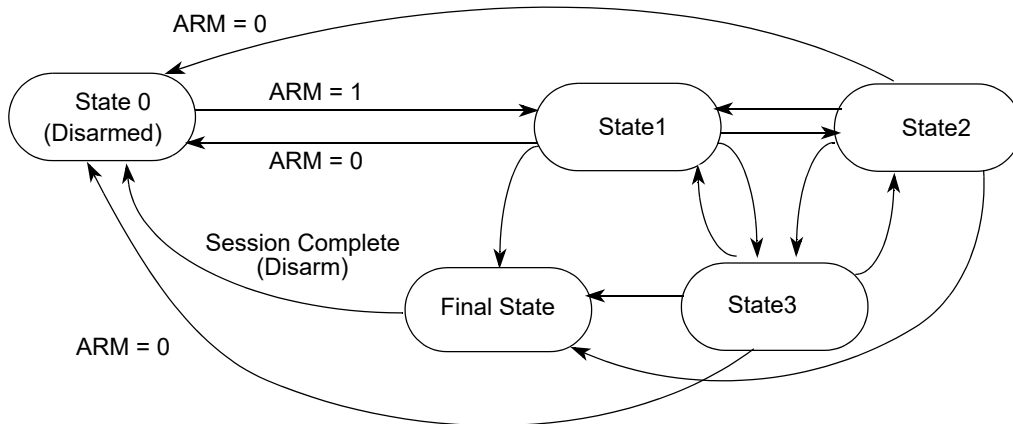 ARM = 0
State 0
(Disarmed)
ARM = 1
State1
State2
ARM = 0
Session Complete
(Disarm)
Final State
State3
ARM = 0